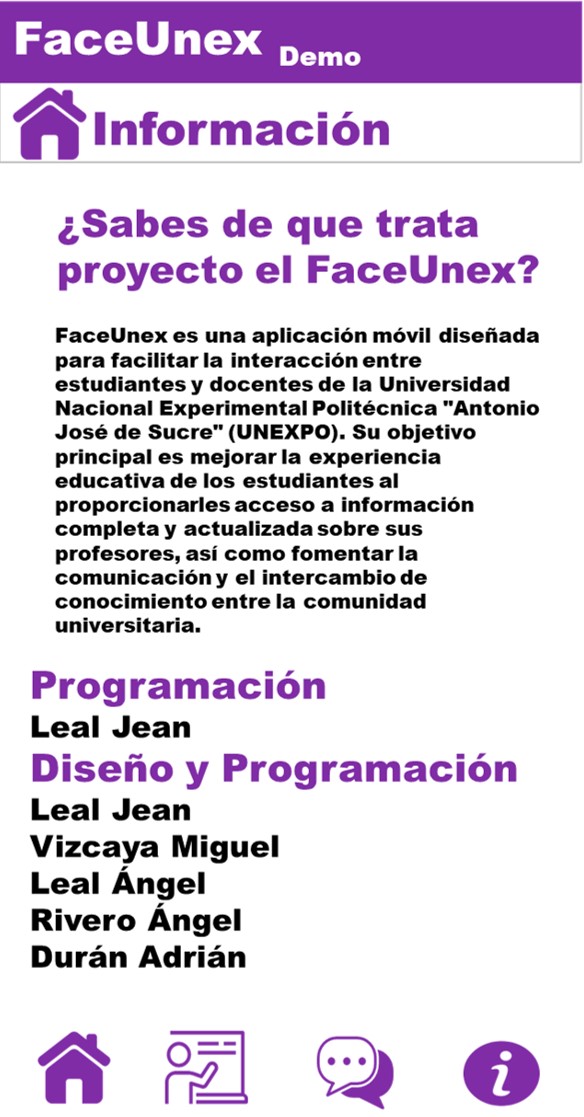 FaceUnex Demo
Información
¿Sabes de que trata
proyecto el FaceUnex?
FaceUnex es una aplicación móvil diseñada
para facilitar la interacción entre
estudiantes y docentes de la Universidad
Nacional Experimental Politécnica "Antonio
José de Sucre" (UNEXPO). Su objetivo
principal es mejorar la experiencia
educativa de los estudiantes al
proporcionarles acceso a información
completa y actualizada sobre sus
profesores, así como fomentar la
comunicación y el intercambio de
conocimiento entre la comunidad
universitaria.
Programación
Leal Jean
Diseño y Programación
Leal Jean
Vizcaya Miguel
Leal Ángel
Rivero Ángel
Durán Adrián